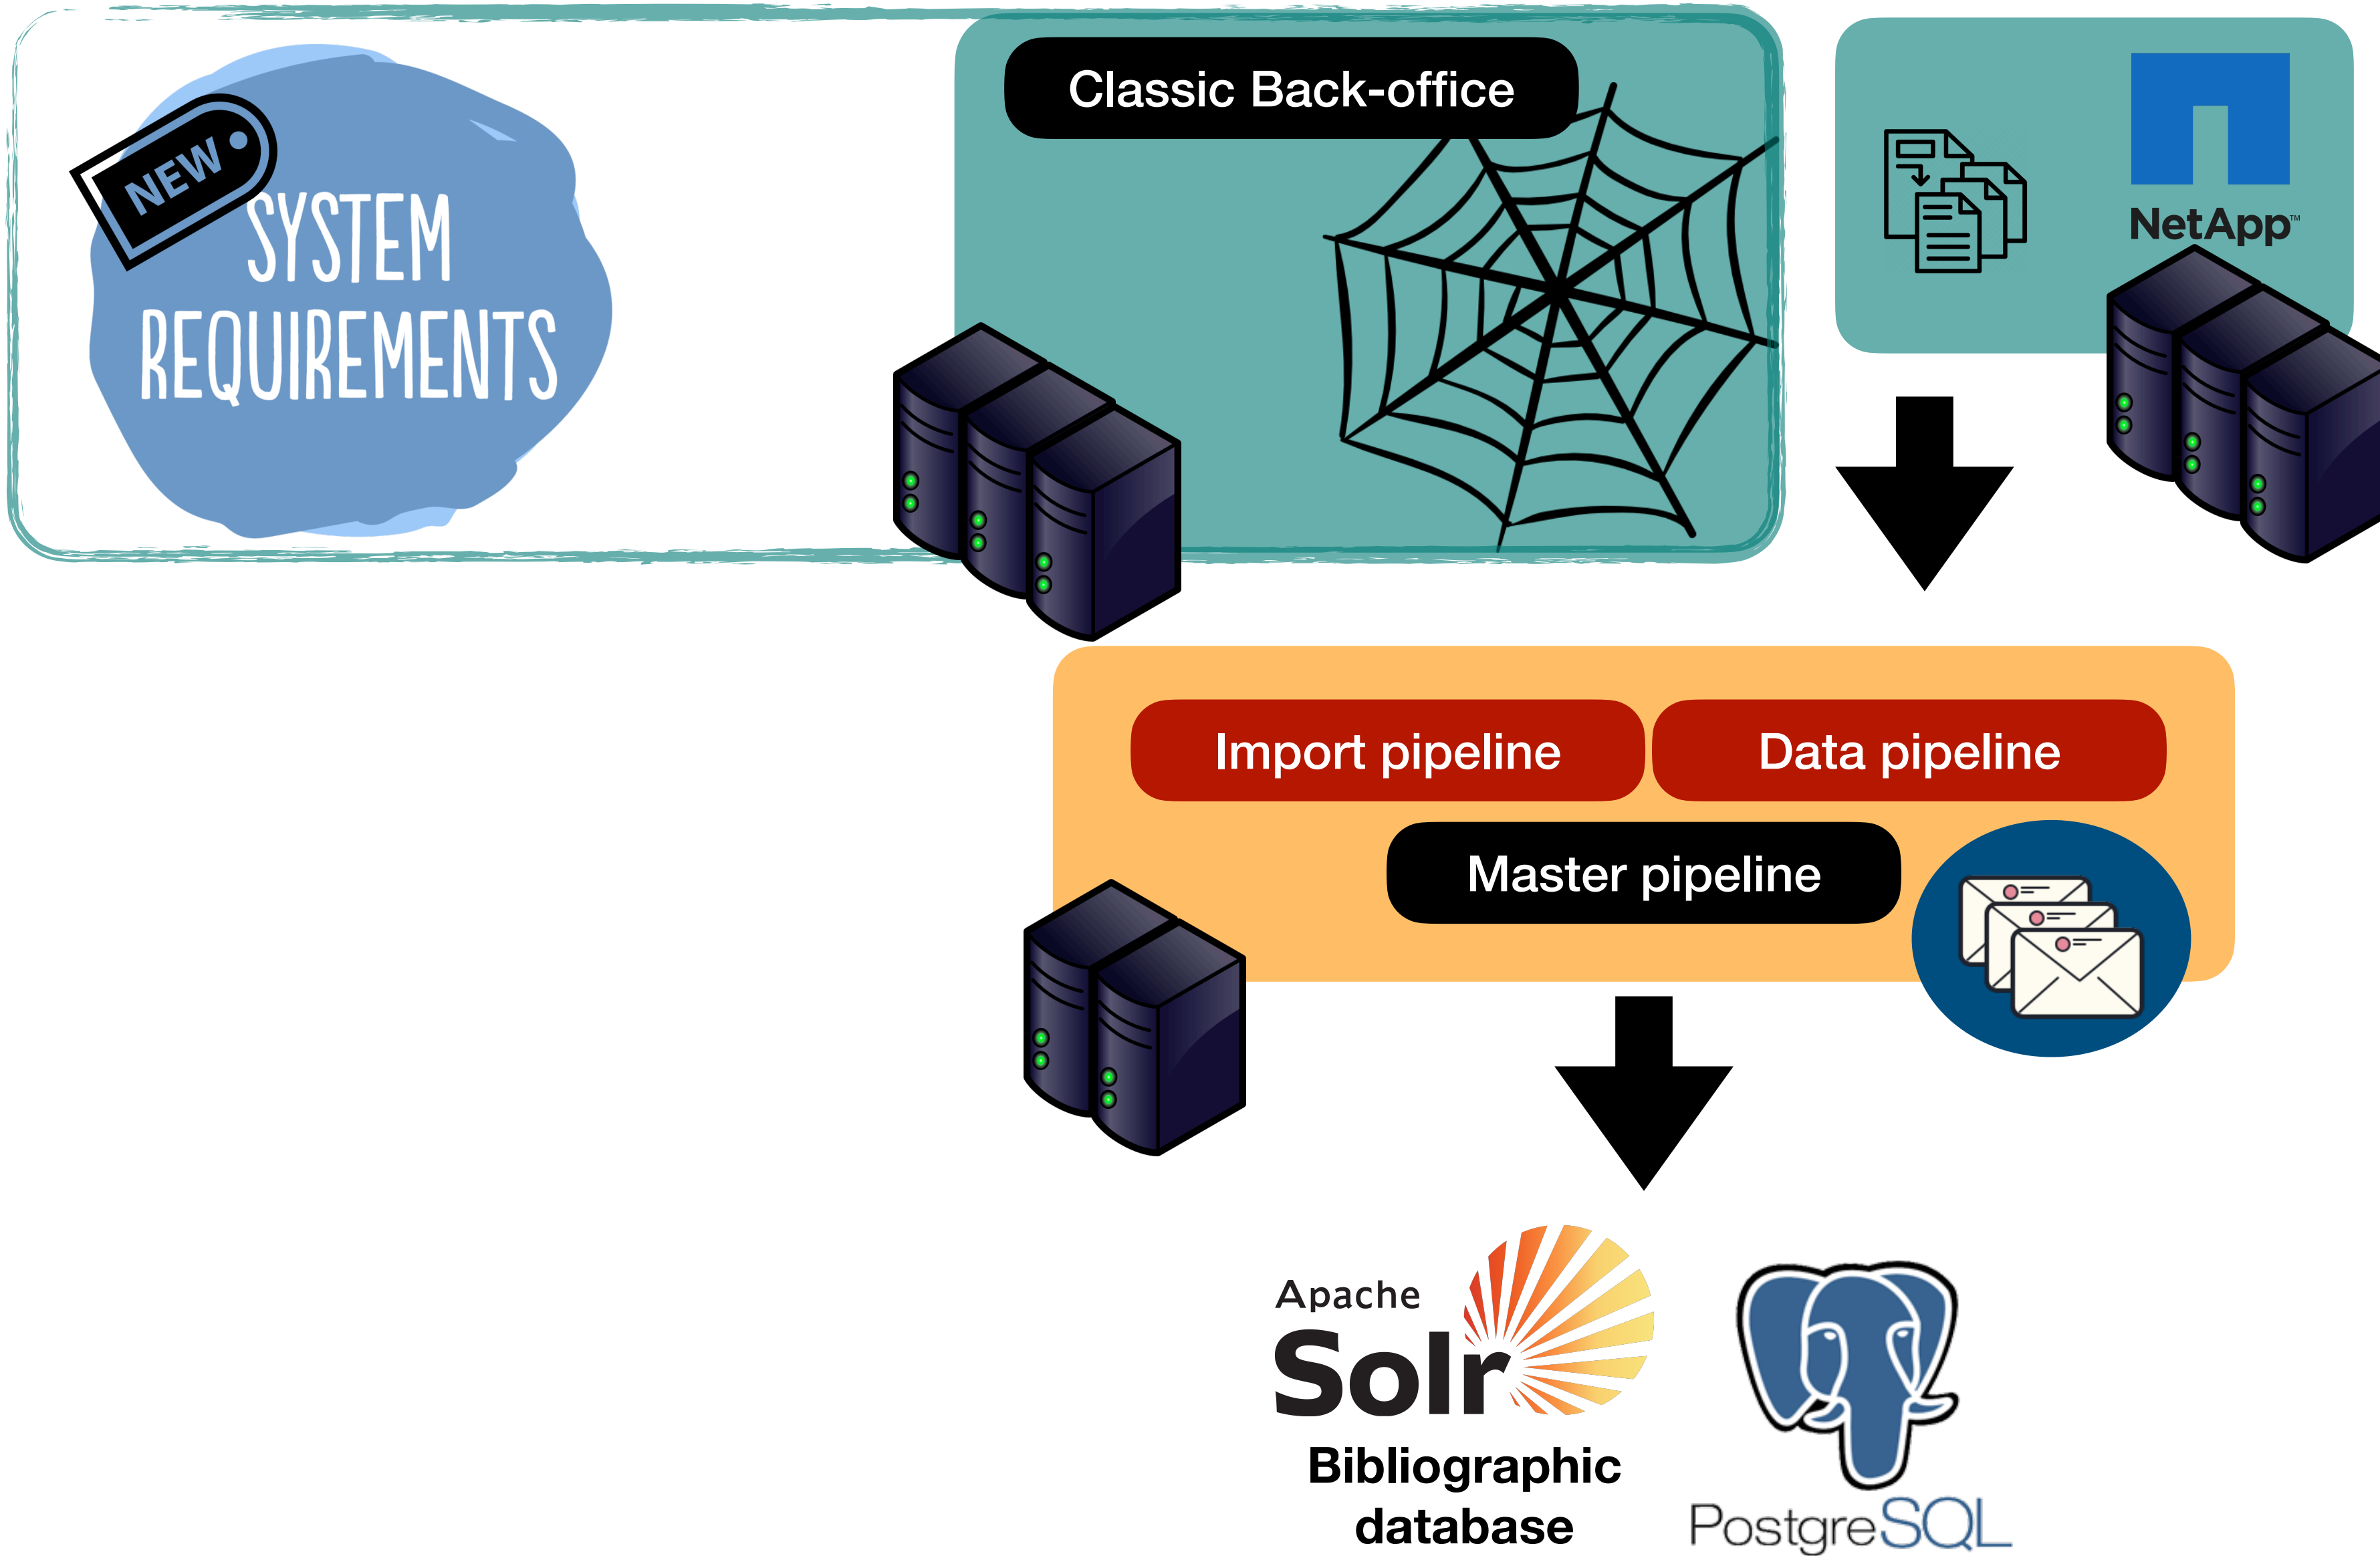 NEW
SYSTEM
REQUIREMENTS
Classic Back-office
NetApp™
Import pipeline
Data pipeline
Master pipeline
Apache
Solr
Bibliographic
database
PostgreSQL